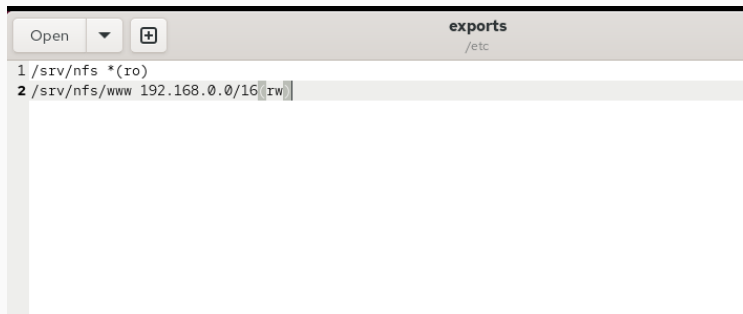 Open
exports
/etc
1 /srv/nfs *(ro)
2 /srv/nfs/www 192.168.0.0/16(rw)